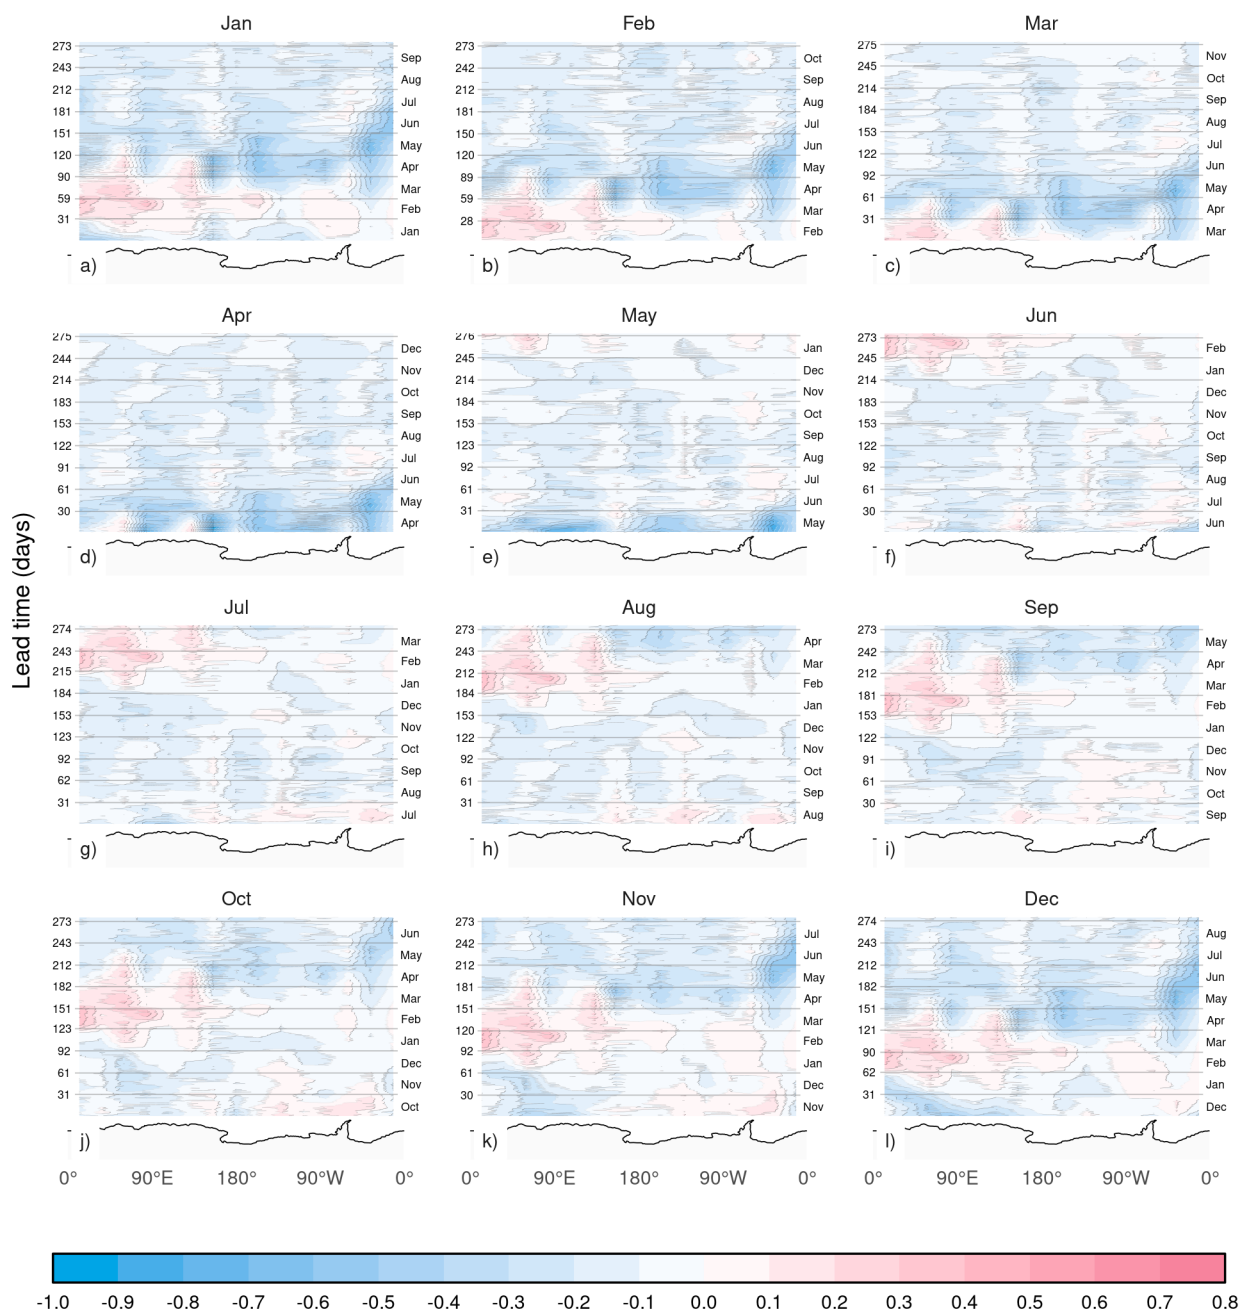 Jan
Feb
Mar
273 Sep 273 Oct 275 Nov
243 Aug 242 Sep 245 Oct
212 Jul 212 Aug 214 Sep
181 Jun 181 Jul 184 Aug
151 May 150 Jun 153 Jul
120 Apr 120 May 122 Jun
90 Mar 89 Apr 92 May
59 Feb 59 Mar 61 Apr
31 Jan 28 Feb 31 Mar
a) b) c)
Apr
May
Jun
275 Dec 276 Jan 273 Feb
244 Nov 245 Dec 245 Jan
214 Oct 214 Nov 214 Dec
183 Sep 184 Oct 183 Nov
153 Aug 153 Sep 153 Oct
122 Jul 123 Aug 122 Sep
91 Jun 92 Jul 92 Aug
61 May 61 Jun 61 Jul
30 Apr 31 May 30 Jun
d) e) f)
Lead time (days)
Jul
Aug
Sep
274 Mar 273 Apr 273 May
243 Feb 243 Mar 242 Apr
215 Jan 212 Feb 212 Mar
184 Dec 184 Jan 181 Feb
153 Nov 153 Dec 153 Jan
123 Oct 122 Nov 122 Dec
92 Sep 92 Oct 91 Nov
62 Aug 61 Sep 61 Oct
31 Jul 31 Aug 30 Sep
g) h) i)
Oct
Nov
Dec
273 Jun 273 Jul 274 Aug
243 May 242 Jun 243 Jul
212 Apr 212 May 212 Jun
182 Mar 181 Apr 182 May
151 Feb 151 Mar 151 Apr
123 Jan 120 Feb 121 Mar
92 Dec 92 Jan 90 Feb
61 Nov 61 Dec 62 Jan
31 Oct 30 Nov 31 Dec
j) k) l)
0° 90°E 180° 90°W 0° 90°E 180° 90°W 0° 90°E 180° 90°W 0°
-1.0 -0.9 -0.8 -0.7 -0.6 -0.5 -0.4 -0.3 -0.2 -0.1 0.0 0.1 0.2 0.3 0.4 0.5 0.6 0.7 0.8